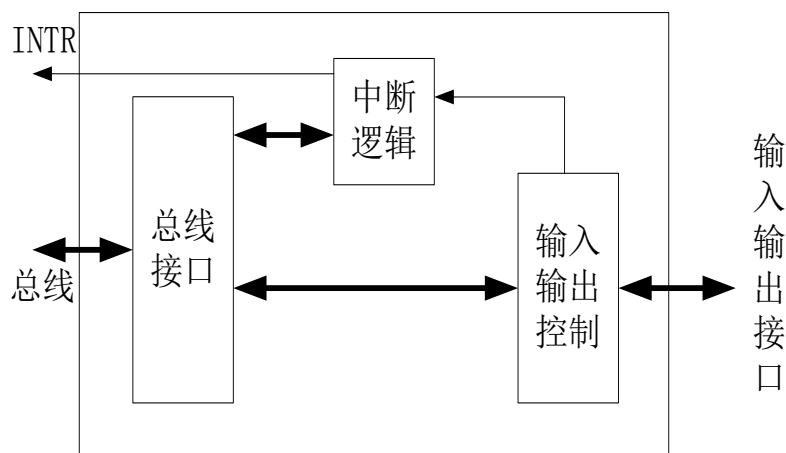 INTR
中断
逻辑
总线
接口
总线
输入
输出
控制
输
入
输
出
接
口